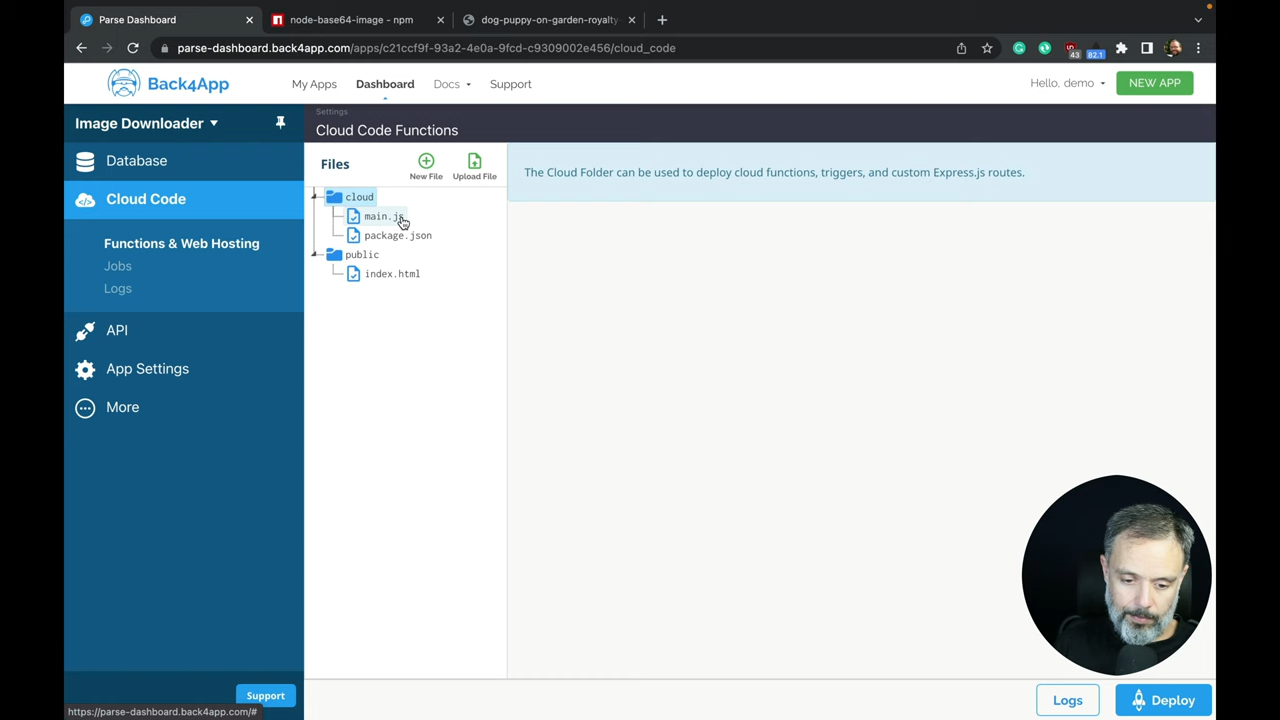 Parse Dashboard
node-base64-image - npm
dog-puppy-on-garden-royalty
parse-dashboard.back4app.com/apps/c21ccf9f-93a2-4e0a-9fcd-c9309002e456/cloud_code
43
82.1
Back4App
My Apps
Dashboard
Docs
Support
Hello, demo
NEW APP
Image Downloader
Database
Cloud Code
Functions & Web Hosting
Jobs
Logs
API
App Settings
More
Support
https://parse-dashboard.back4app.com/#
Settings
Cloud Code Functions
Files
New File
Upload File
cloud
main.js
package.json
public
index.html
The Cloud Folder can be used to deploy cloud functions, triggers, and custom Express.js routes.
Logs
Deploy